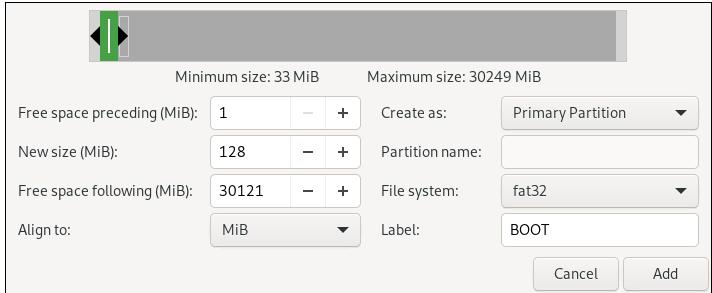 Minimum size: 33 MiB Maximum size: 30249 MiB
Free space preceding (MiB): 1 − + Create as: Primary Partition
New size (MiB): 128 − + Partition name:
Free space following (MiB): 30121 − + File system: fat32
Align to: MiB Label: BOOT
Cancel Add